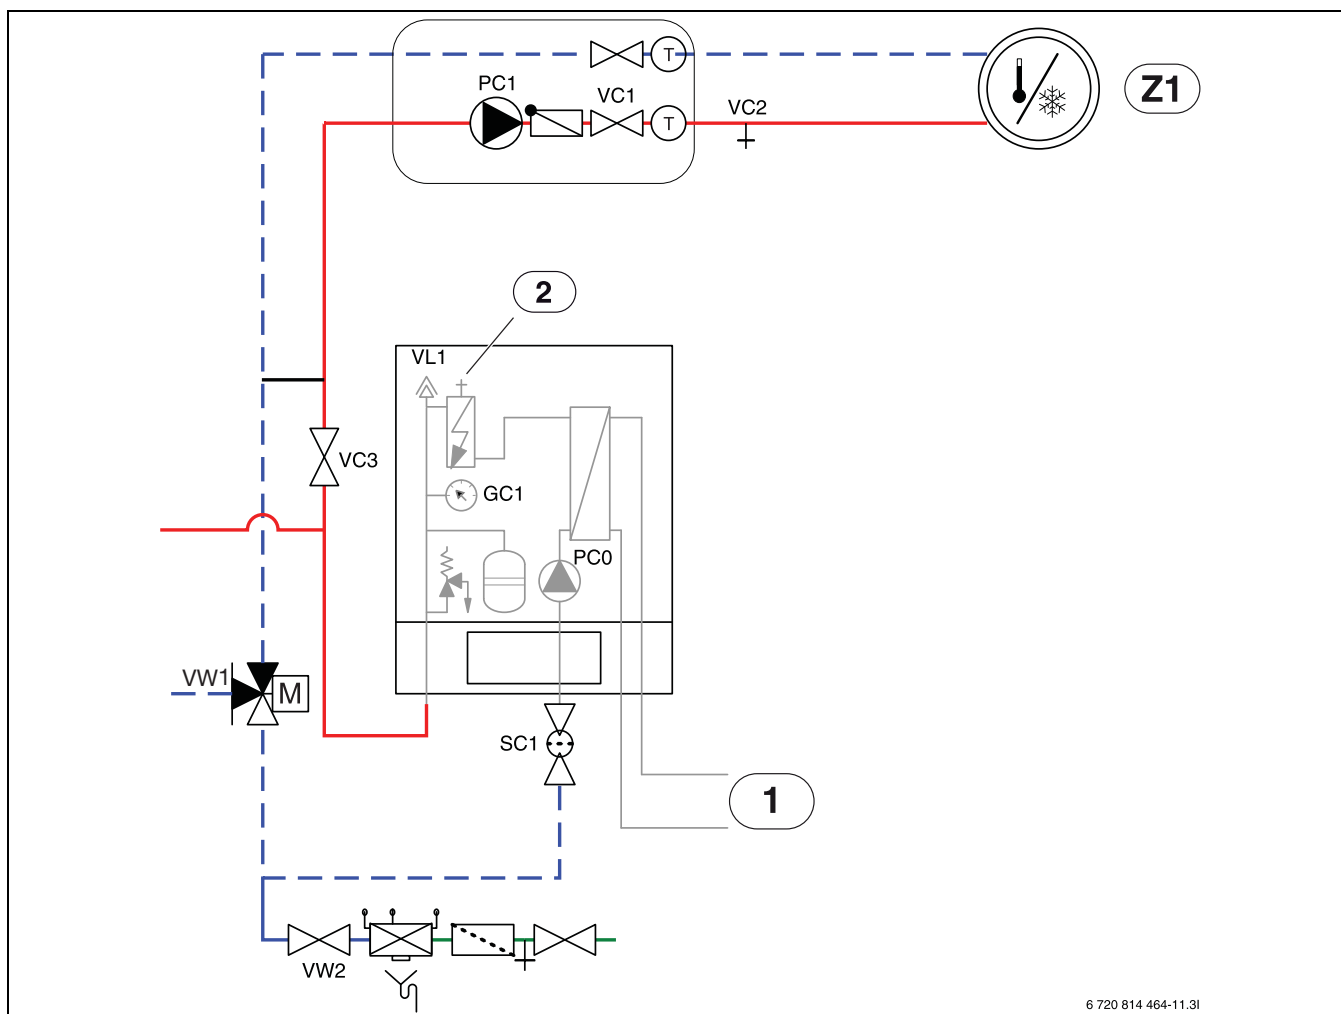 T
PC1
VC1
T
VC2
Z1
2
VL1
VC3
GC1
PC0
VW1
M
SC1
1
VW2
6 720 814 464-11.3I